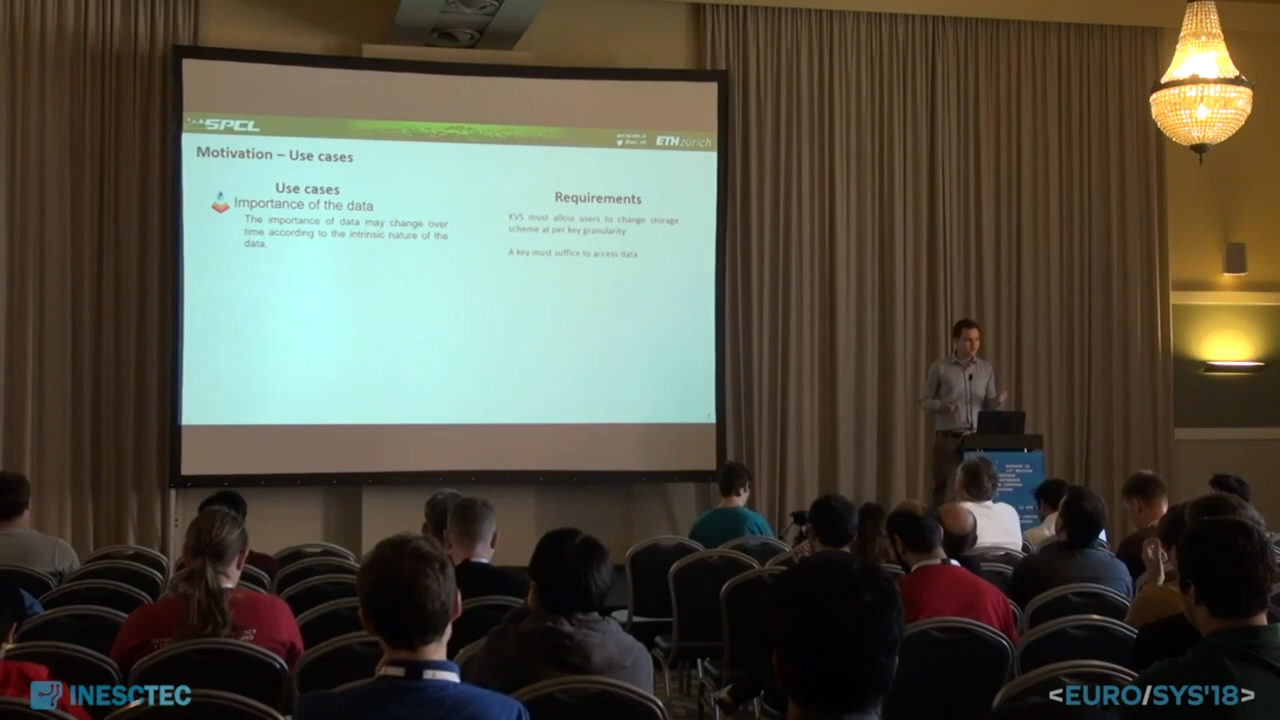 SPCL
ETH zürich
Motivation – Use cases
Use cases
Importance of the data
The importance of data may change over
time according to the intrinsic nature of the
data.
Requirements
KVS must allow users to change storage
scheme at per key granularity
A key must suffice to access data
INESCTEC
<EURO/SYS'18>